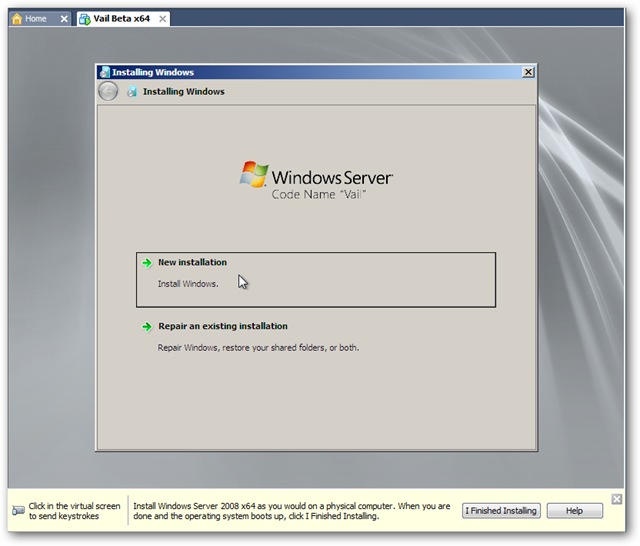 Home
Vail Beta x64
Installing Windows
Installing Windows
Windows Server
Code Name "Vail"
New installation
Install Windows.
Repair an existing installation
Repair Windows, restore your shared folders, or both.
Click in the virtual screen
to send keystrokes
Install Windows Server 2008 x64 as you would on a physical computer. When you are
done and the operating system boots up, click I Finished Installing.
I Finished Installing
Help